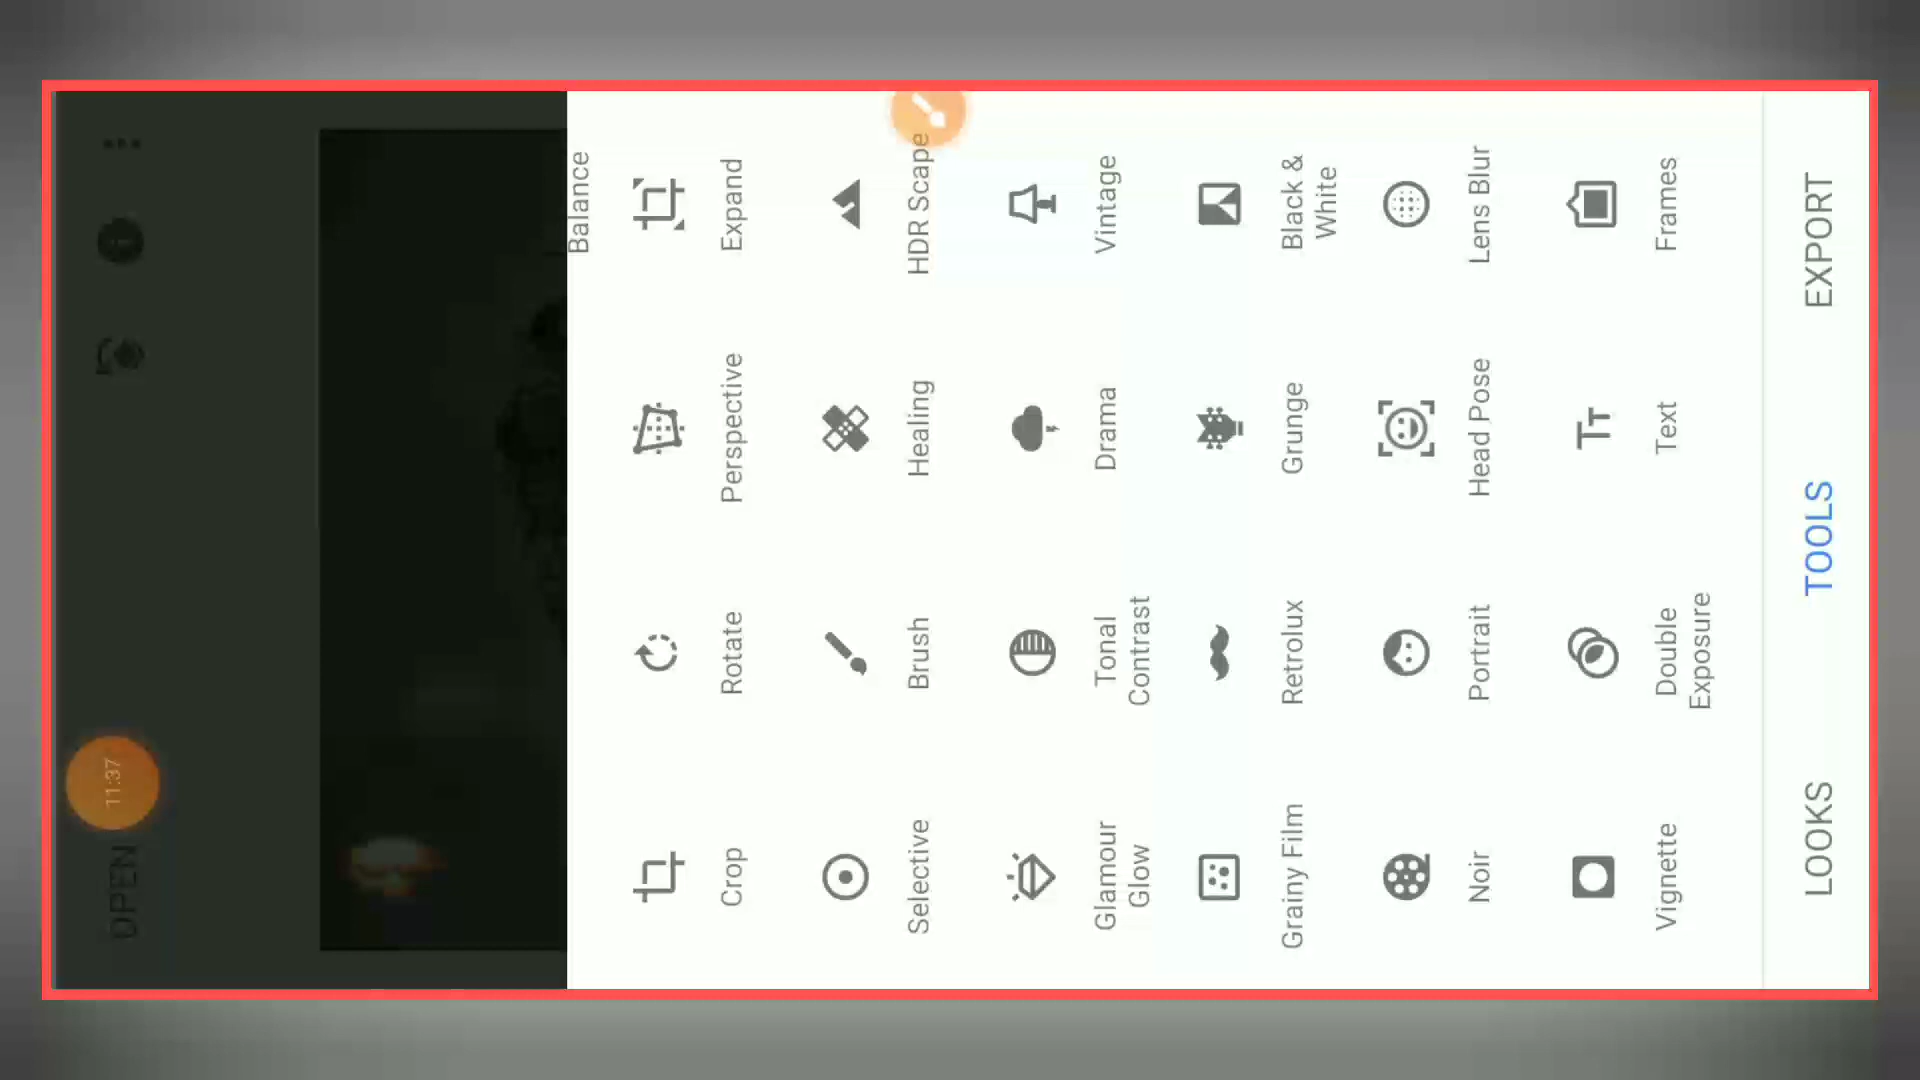 OPEN
11:37
Balance
Crop
Rotate
Perspective
Expand
Selective
Brush
Healing
HDR Scape
Glamour
Glow
Tonal
Contrast
Drama
Vintage
Grainy Film
Retrolux
Grunge
Black &
White
Noir
Portrait
Head Pose
Lens Blur
Vignette
Double
Exposure
Text
Frames
LOOKS
TOOLS
EXPORT